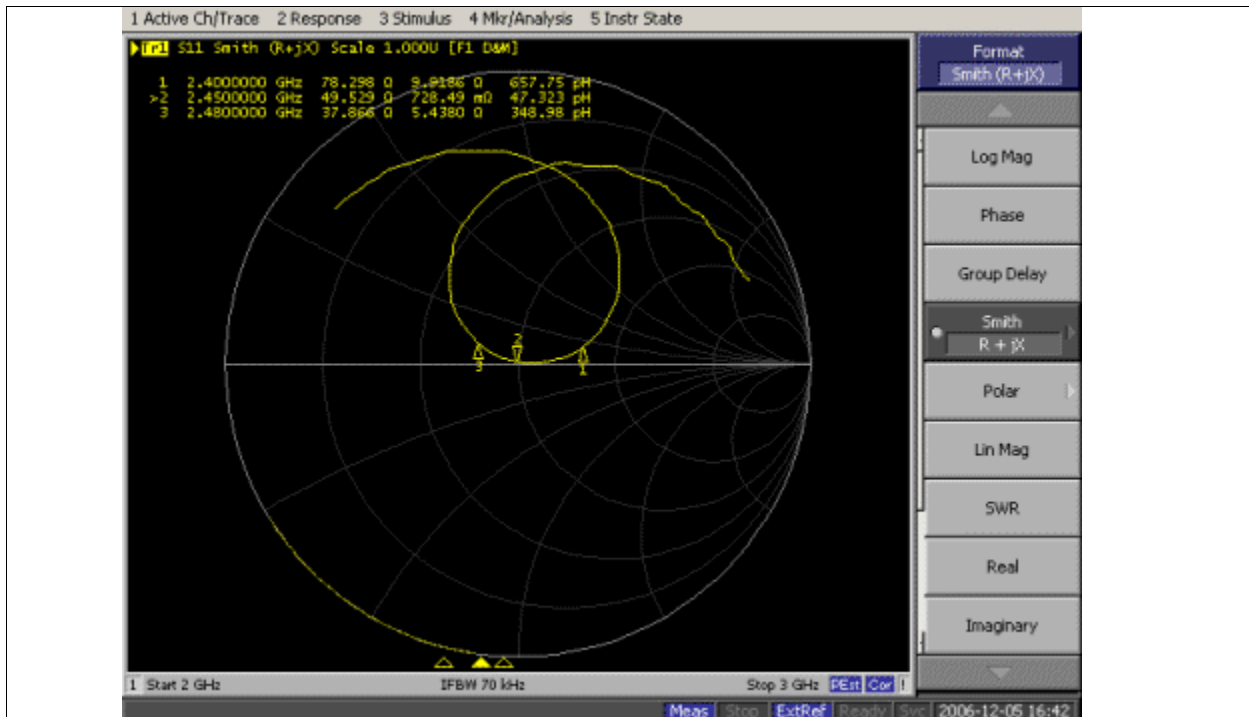 1 Active Ch/Trace 2 Response 3 Stimulus 4 Mkr/Analysis 5 Instr State
Tr1 S11 Smith (R+jX) Scale 1.000U [F1 D&M]
1 2.4000000 GHz 78.298 Ω 9.9186 Ω 657.75 pH
>2 2.4500000 GHz 49.529 Ω 728.49 mΩ 47.323 pH
3 2.4800000 GHz 37.866 Ω 5.4380 Ω 348.98 pH
2
3
1
1 Start 2 GHz IFBW 70 kHz Stop 3 GHz PExt Cor !
Meas Stop ExtRef Ready Svc 2006-12-05 16:42
Format
Smith (R+jX)
Log Mag
Phase
Group Delay
Smith
R + jX
Polar
Lin Mag
SWR
Real
Imaginary